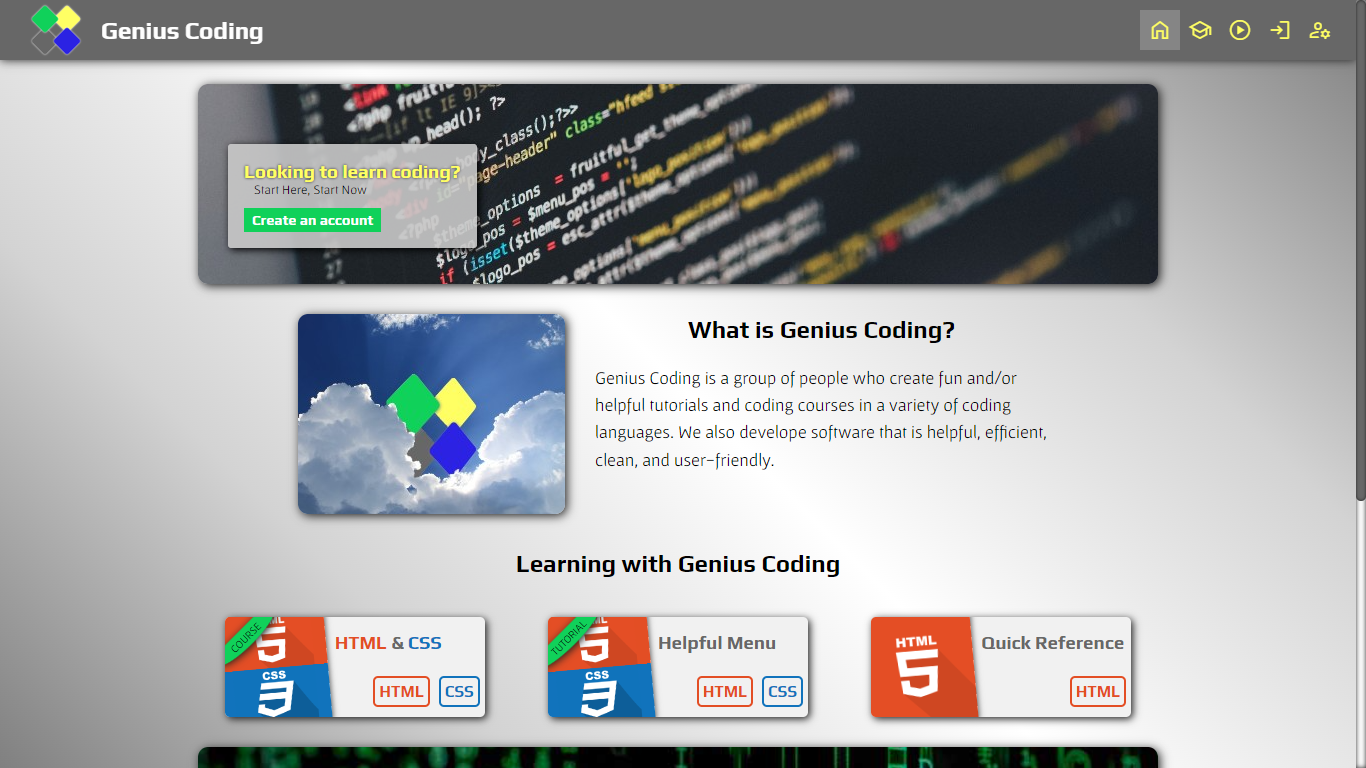 Genius Coding
Looking to learn coding?
Start Here, Start Now
Create an account
What is Genius Coding?
Genius Coding is a group of people who create fun and/or
helpful tutorials and coding courses in a variety of coding
languages. We also develope software that is helpful, efficient,
clean, and user-friendly.
Learning with Genius Coding
COURSE
HTML & CSS
CSS
HTML
CSS
TUTORIAL
Helpful Menu
CSS
HTML
CSS
HTML
Quick Reference
HTML